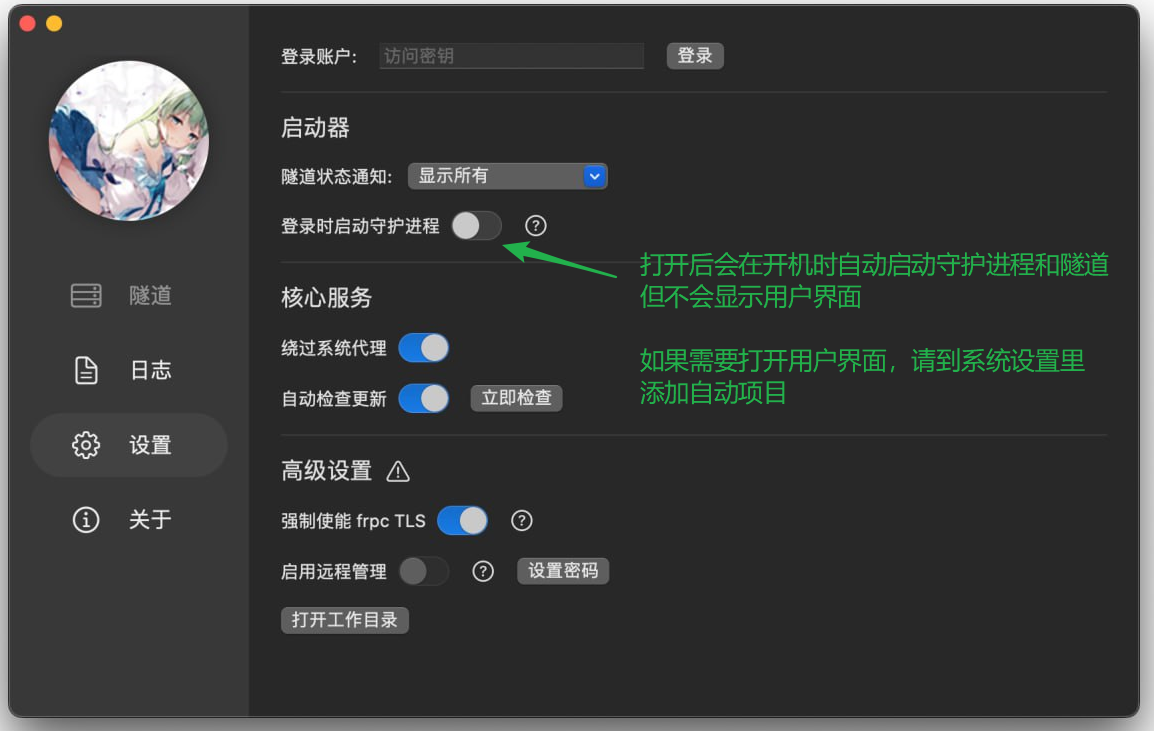 登录账户: 访问密钥 登录
启动器
隧道状态通知: 显示所有
登录时启动守护进程
打开后会在开机时自动启动守护进程和隧道
但不会显示用户界面
核心服务
绕过系统代理
如果需要打开用户界面，请到系统设置里
添加自动项目
自动检查更新 立即检查
高级设置
强制使能 frpc TLS
启用远程管理 设置密码
打开工作目录
隧道
日志
设置
关于